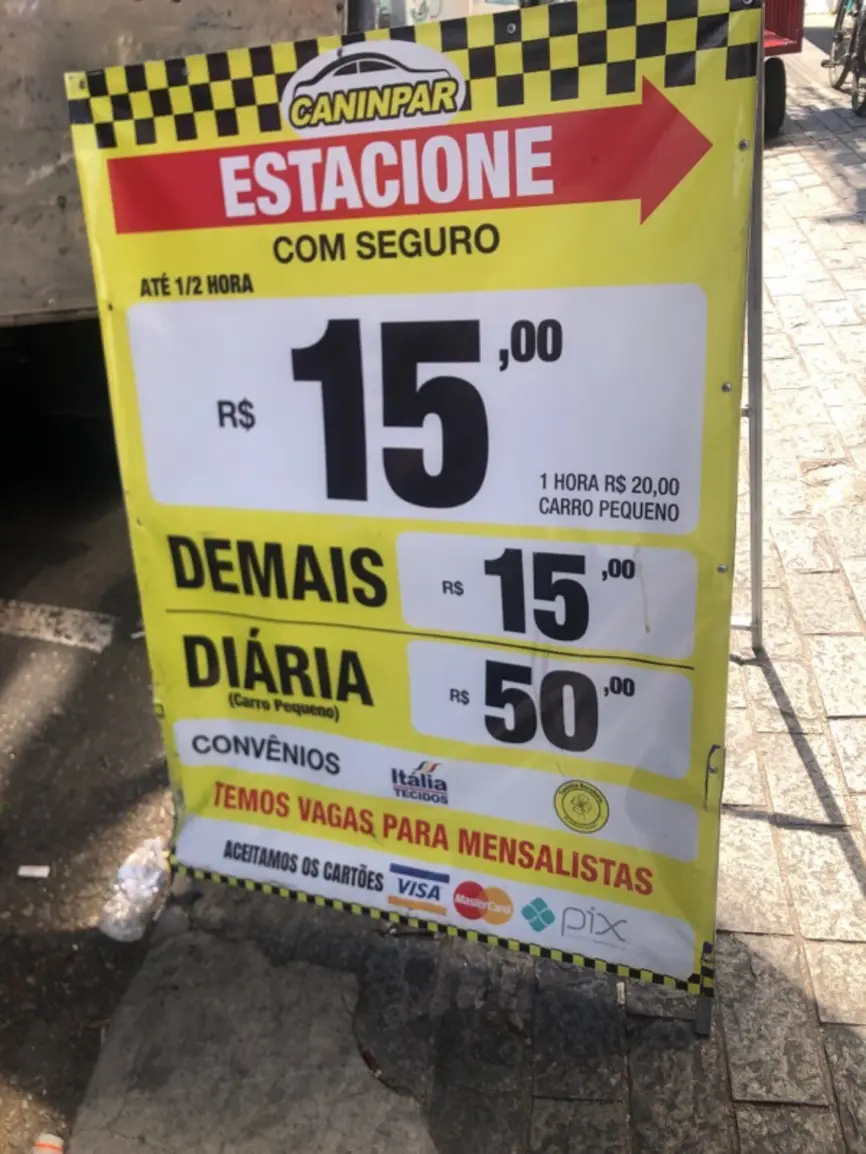 CANINPAR
ESTACIONE
COM SEGURO
ATÉ 1/2 HORA
R$ 15,00
1 HORA R$ 20,00
CARRO PEQUENO
DEMAIS R$ 15,00
DIÁRIA R$ 50,00
(Carro Pequeno)
CONVÊNIOS
Itália
TECIDOS
TEMOS VAGAS PARA MENSALISTAS
ACEITAMOS OS CARTÕES VISA MasterCard pix